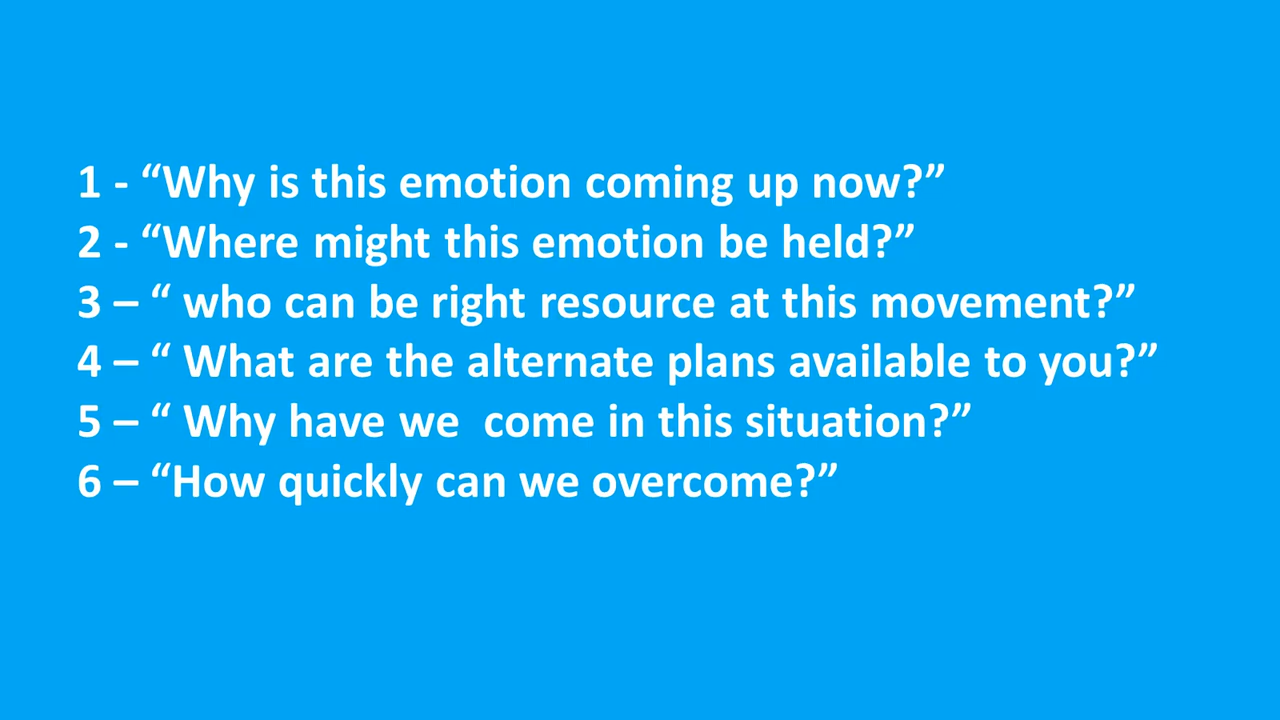 1 - “Why is this emotion coming up now?”
2 - “Where might this emotion be held?”
3 – “ who can be right resource at this movement?”
4 – “ What are the alternate plans available to you?”
5 – “ Why have we  come in this situation?”
6 – “How quickly can we overcome?”